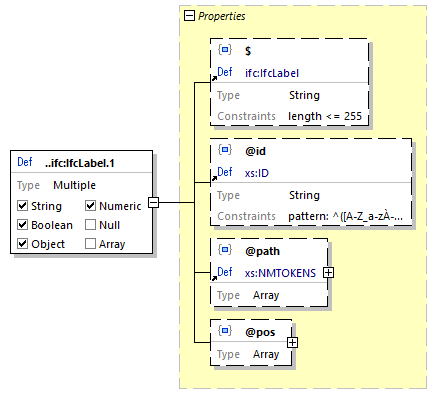 Properties
$
Def ifc:IfcLabel
Type String
Constraints length <= 255
Def ..ifc:IfcLabel.1
Type Multiple
String Numeric
Boolean Null
Object Array
@id
Def xs:ID
Type String
Constraints pattern: ^([A-Z_a-zÀ-...
@path
Def xs:NMTOKENS
Type Array
@pos
Type Array